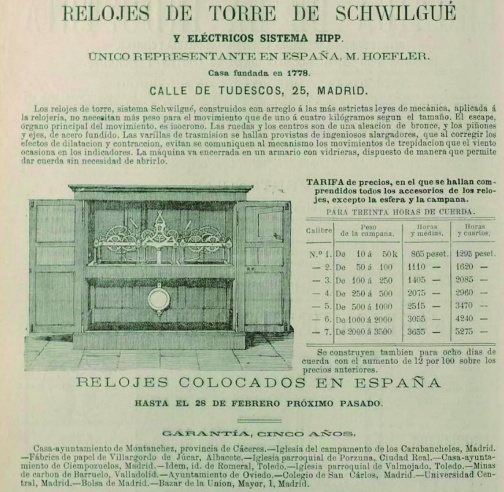 RELOJES DE TORRE DE SCHWILGUÉ
Y ELÉCTRICOS SISTEMA HIPP.
ÚNICO REPRESENTANTE EN ESPAÑA, M. HOEFLER.
Casa fundada en 1778.
CALLE DE TUDESCOS, 25, MADRID.
Los relojes de torre, sistema Schwilgué, construidos con arreglo á las más estrictas leyes de mecánica, aplicada á
la relojería, no necesitan más peso para el movimiento que de uno á cuatro kilógramos segun el tamaño. El escape,
órgano principal del movimiento, es isocrono. Las ruedas y los centros son de una aleacion de bronce, y los piñones
y ejes, de acero fundido. Las varillas de trasmision se hallan provistas de ingeniosos alargadores, que al corregir los
efectos de dilatacion y contraccion, evitan se comuniquen al mecanismo los movimientos de trepidacion que el viento
ocasiona en los indicadores. La máquina va encerrada en un armario con vidrieras, dispuesto de manera que permite
dar cuerda sin necesidad de abrirlo.
TARIFA de precios, en el que se hallan com-
prendidos todos los accesorios de los relo-
jes, excepto la esfera y la campana.
PARA TREINTA HORAS DE CUERDA.
Calibre Peso de la campana. Horas y medias. Horas y cuartos.
N.º 1. De 10 á 50 k 865 peset. 1295 peset.
— 2. De 50 á 100 1110 — 1620 —
— 3. De 100 á 250 1405 — 2085 —
— 4. De 250 á 500 2075 — 2960 —
— 5. De 500 á 1000 2515 — 3470 —
— 6. De 1000 á 2000 3055 — 4240 —
— 7. De 2000 á 3500 3655 — 5275 —
Se construyen tambien para ocho dias de
cuerda con el aumento de 12 por 100 sobre los
precios anteriores.
RELOJES COLOCADOS EN ESPAÑA
HASTA EL 28 DE FEBRERO PRÓXIMO PASADO.
GARANTÍA, CINCO AÑOS.
Casa-ayuntamiento de Montanchez, provincia de Cáceres.—Iglesia del campamento de los Carabancheles, Madrid.
—Fábrica de papel de Villargordo de Júcar, Albacete.—Iglesia parroquial de Porzuna, Ciudad Real.—Casa-ayunta-
miento de Ciempozuelos, Madrid.—Idem, id. de Romeral, Toledo.—Iglesia parroquial de Valmojado, Toledo.—Minas
de carbon de Barruelo, Valladolid.—Ayuntamiento de Oviedo.—Colegio de San Cárlos, Madrid.—Universidad Cen-
tral, Madrid.—Bolsa de Madrid.—Bazar de la Union, Mayor, 1, Madrid.